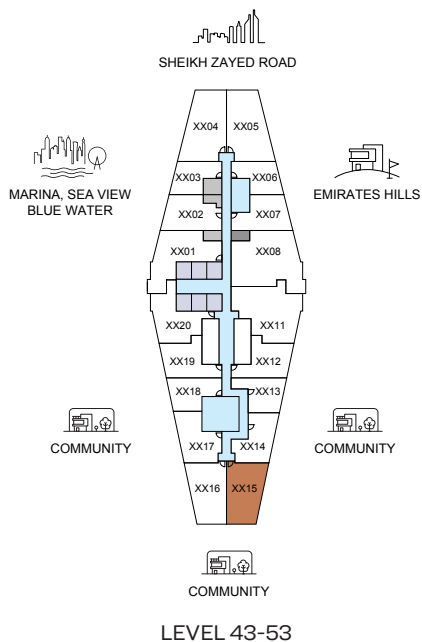 SHEIKH ZAYED ROAD
XX04 XX05
XX03 XX06
MARINA, SEA VIEW
BLUE WATER
EMIRATES HILLS
XX02 XX07
XX01 XX08
XX20 XX11
XX19 XX12
XX18 XX13
COMMUNITY
COMMUNITY
XX17 XX14
XX16 XX15
COMMUNITY
LEVEL 43-53